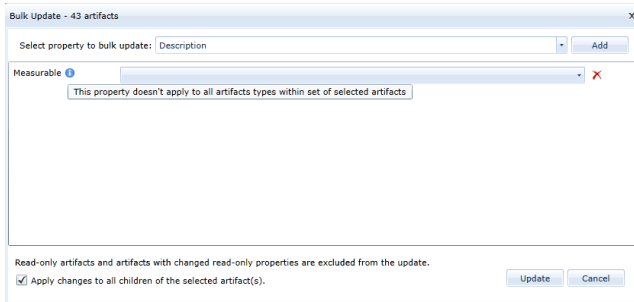 Bulk Update - 43 artifacts
x
Select property to bulk update: Description Add
Measurable
This property doesn't apply to all artifacts types within set of selected artifacts
Read-only artifacts and artifacts with changed read-only properties are excluded from the update.
Apply changes to all children of the selected artifact(s). Update Cancel